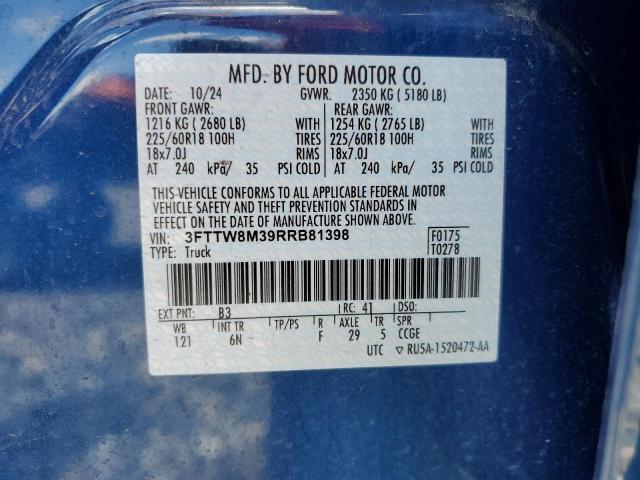 MFD. BY FORD MOTOR CO.
DATE: 10/24 GVWR: 2350 KG ( 5180 LB)
FRONT GAWR: REAR GAWR:
1216 KG ( 2680 LB) WITH 1254 KG ( 2765 LB) WITH
225/60R18 100H TIRES 225/60R18 100H TIRES
18x7.0J RIMS 18x7.0J RIMS
AT 240 kPa/ 35 PSI COLD AT 240 kPa/ 35 PSI COLD
THIS VEHICLE CONFORMS TO ALL APPLICABLE FEDERAL MOTOR
VEHICLE SAFETY AND THEFT PREVENTION STANDARDS IN
EFFECT ON THE DATE OF MANUFACTURE SHOWN ABOVE.
VIN: 3FTTW8M39RRB81398 F0175
TYPE: Truck T0278
EXT PNT: B3 RC: 41 DSO:
WB INT TR TP/PS R AXLE TR SPR
121 6N F 29 5 CCGE
UTC ▽ RU5A-1520472-AA